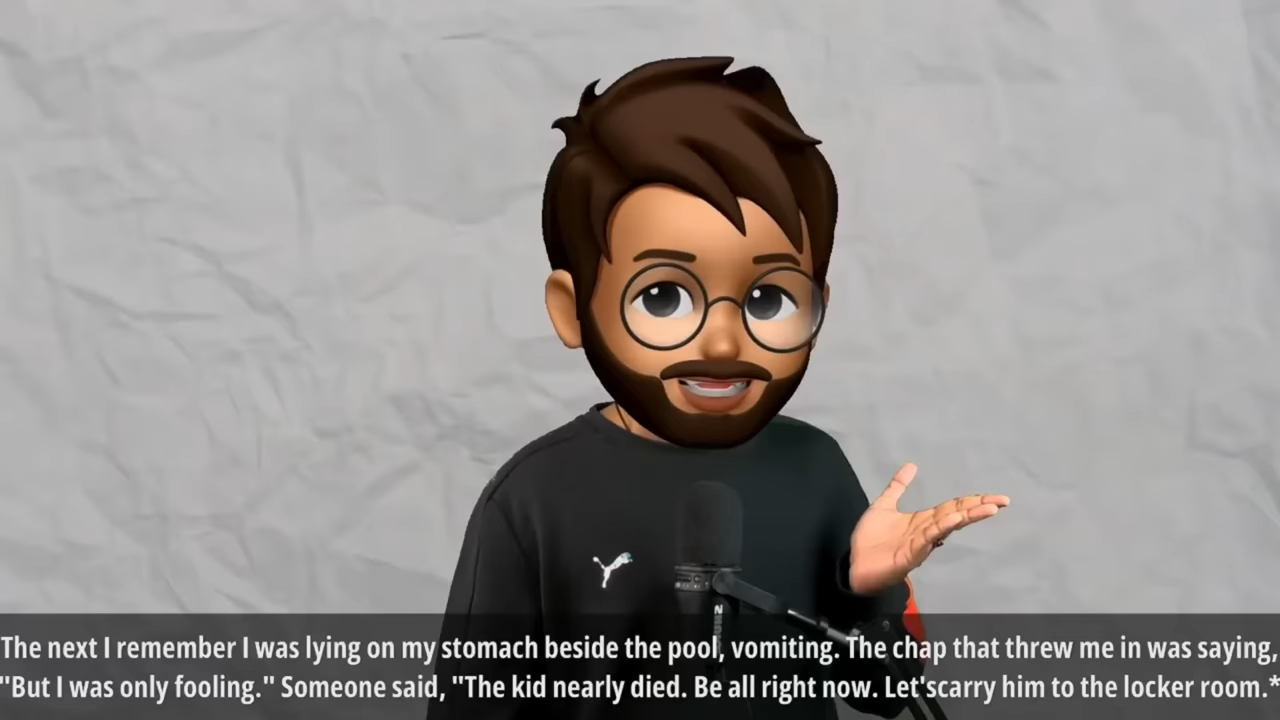 The next I remember I was lying on my stomach beside the pool, vomiting. The chap that threw me in was saying,
"But I was only fooling." Someone said, "The kid nearly died. Be all right now. Let'scarry him to the locker room.*